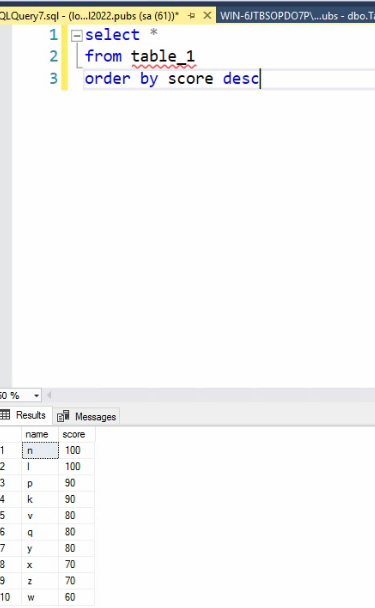 QLQuery7.sql - (lo...l2022.pubs (sa (61))* WIN-6JTBSOPDO7P\...ubs - dbo.Ta
1 select *
2 from table_1
3 order by score desc
50 %
Results Messages
name score
1 n 100
2 l 100
3 p 90
4 k 90
5 v 80
6 q 80
7 y 80
8 x 70
9 z 70
10 w 60